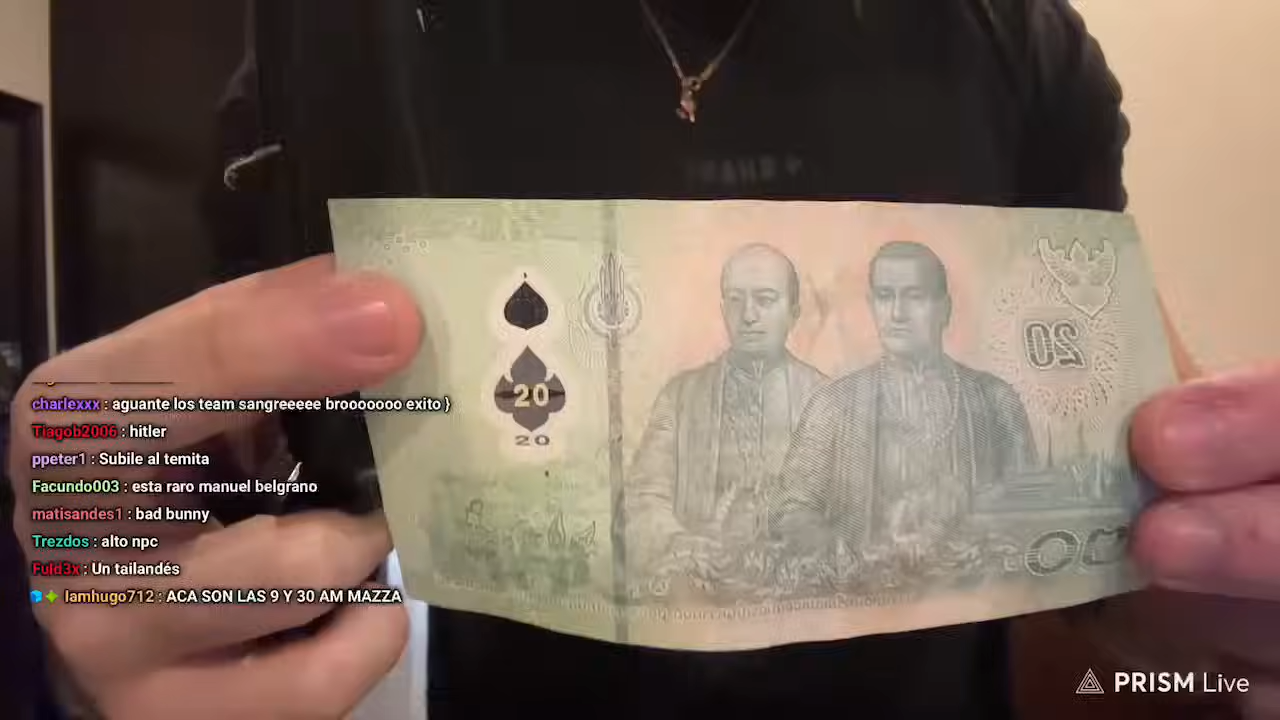 charlexxx : aguante los team sangreeeee brooooooo exito }
Tiagob2006 : hitler
ppeter1 : Subile al temita
Facundo003 : esta raro manuel belgrano
matisandes1 : bad bunny
Trezdos : alto npc
Fuld3x : Un tailandés
Iamhugo712 : ACA SON LAS 9 Y 30 AM MAZZA
20
20
20
PRISM Live